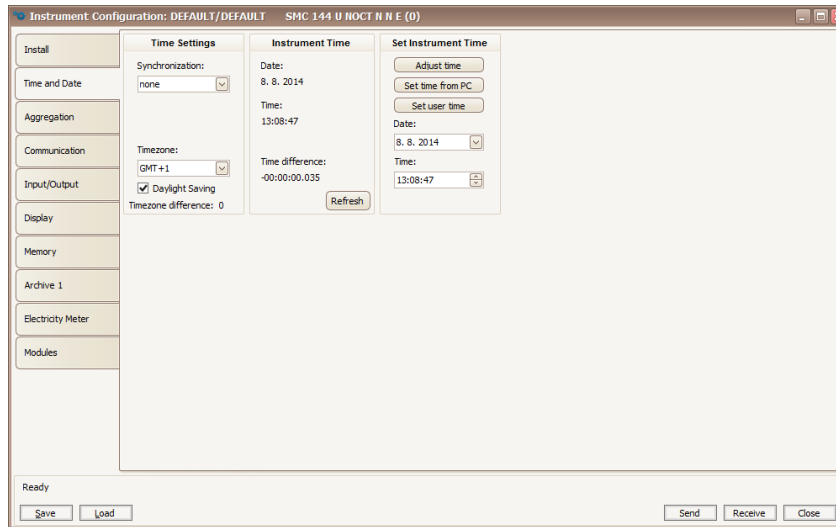 Instrument Configuration: DEFAULT/DEFAULT SMC 144 U NOCT N N E (0)
Install
Time and Date
Aggregation
Communication
Input/Output
Display
Memory
Archive 1
Electricity Meter
Modules
Time Settings
Synchronization:
none
Timezone:
GMT+1
Daylight Saving
Timezone difference: 0
Instrument Time
Date:
8. 8. 2014
Time:
13:08:47
Time difference:
-00:00:00.035
Refresh
Set Instrument Time
Adjust time
Set time from PC
Set user time
Date:
8. 8. 2014
Time:
13:08:47
Ready
Save Load Send Receive Close